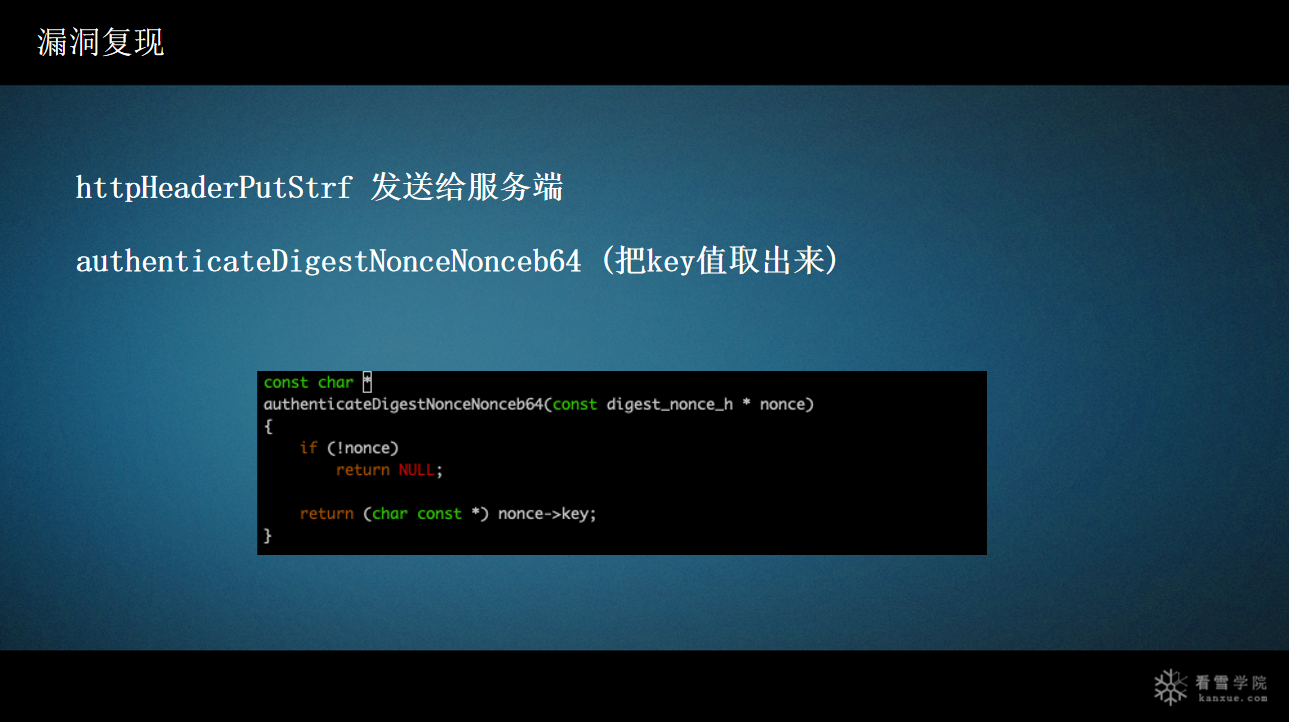 漏洞复现
httpHeaderPutStrf 发送给服务端
authenticateDigestNonceNonceb64 (把key值取出来)
const char *
authenticateDigestNonceNonceb64(const digest_nonce_h * nonce)
{
    if (!nonce)
        return NULL;
    return (char const *) nonce->key;
}
看雪学院
kanxue.com